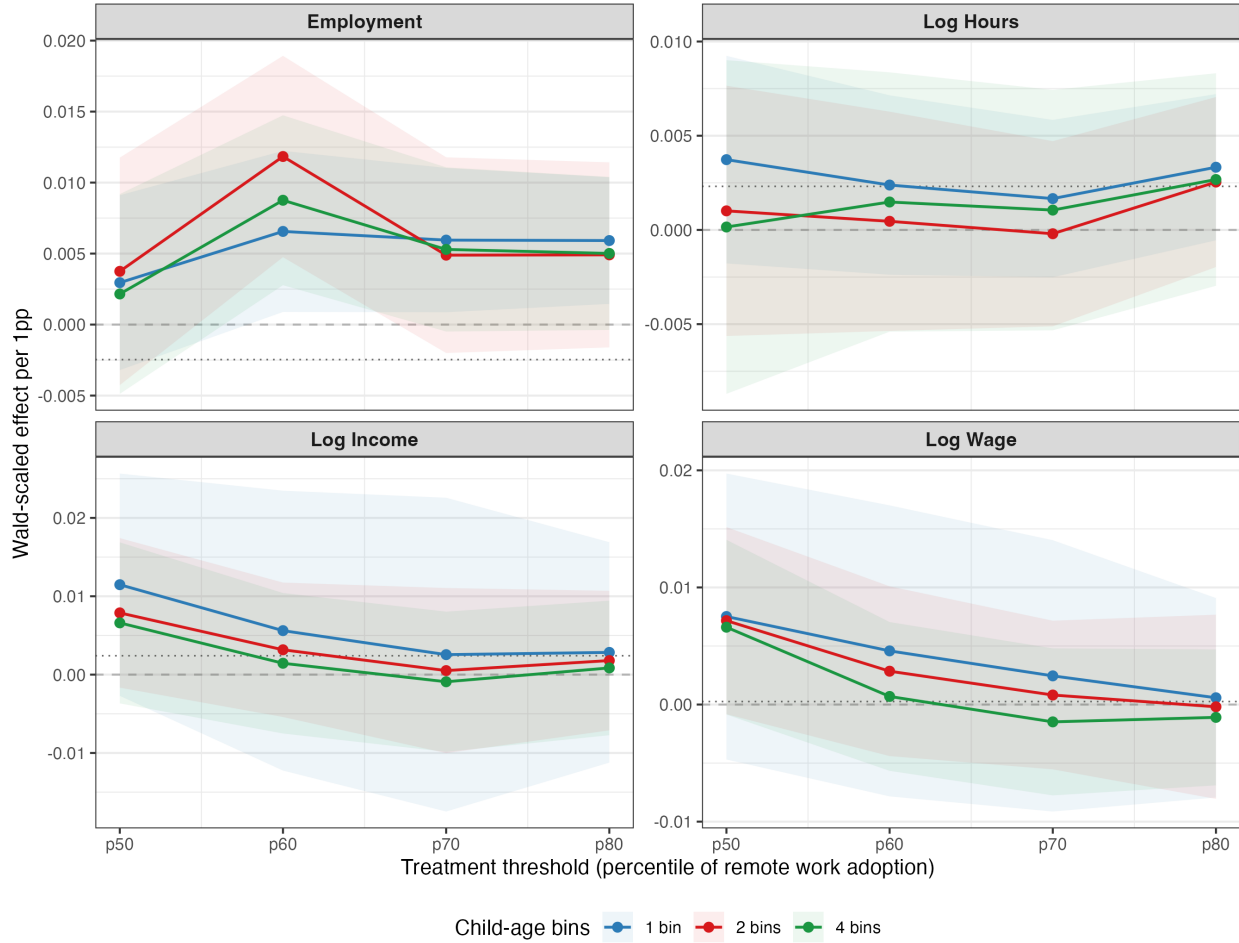 Employment
Log Hours
0.020
0.015
0.010
0.005
0.000
-0.005
0.010
0.005
0.000
-0.005
Wald-scaled effect per 1pp
Log Income
Log Wage
0.02
0.01
0.00
-0.01
0.02
0.01
0.00
-0.01
p50 p60 p70 p80
p50 p60 p70 p80
Treatment threshold (percentile of remote work adoption)
Child-age bins 1 bin 2 bins 4 bins